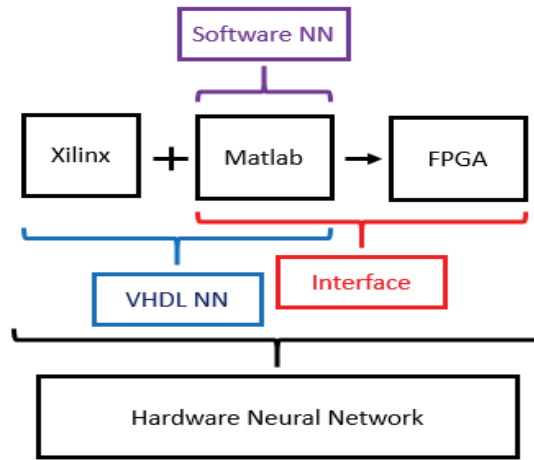 Software NN
Xilinx + Matlab FPGA
VHDL NN
Interface
Hardware Neural Network